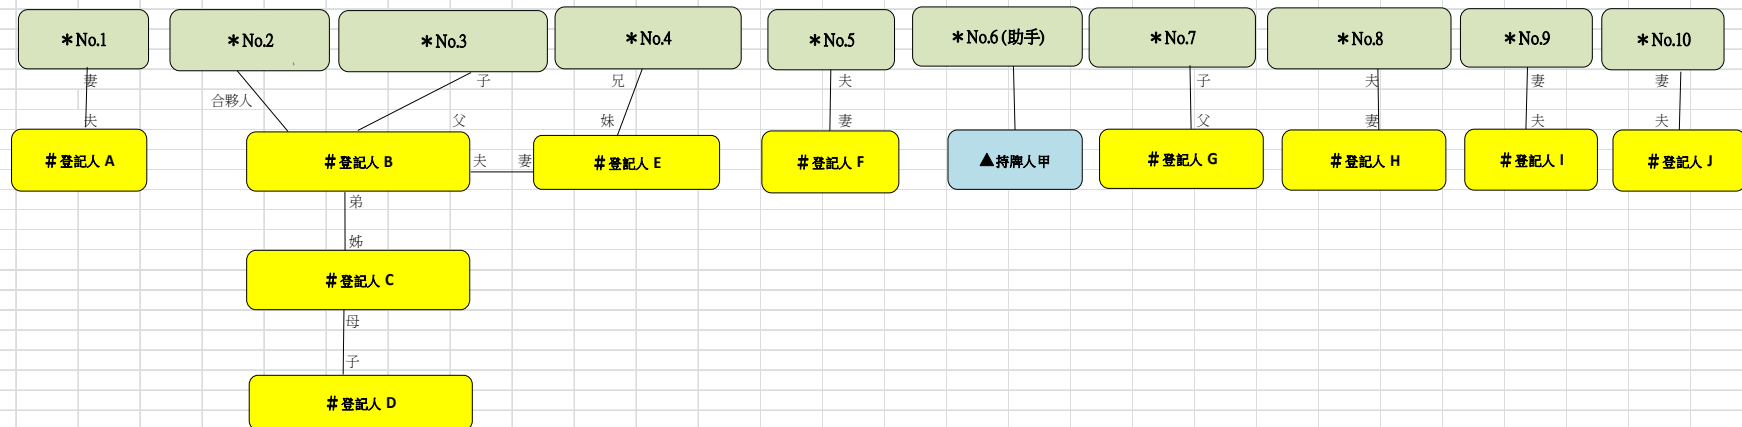 ＊No.1
＊No.2
＊No.3
＊No.4
＊No.5
＊No.6 (助手)
＊No.7
＊No.8
＊No.9
＊No.10
妻
子
兄
夫
子
夫
妻
妻
合夥人
夫
父
妹
妻
父
妻
夫
夫
＃登記人 A
＃登記人 B
夫
妻
＃登記人 E
＃登記人 F
▲持牌人甲
＃登記人 G
＃登記人 H
＃登記人 I
＃登記人 J
弟
姊
＃登記人 C
母
子
＃登記人 D